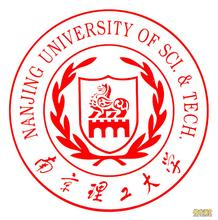 NANJING UNIVERSITY OF SCI. & TECH.
南京理工大学